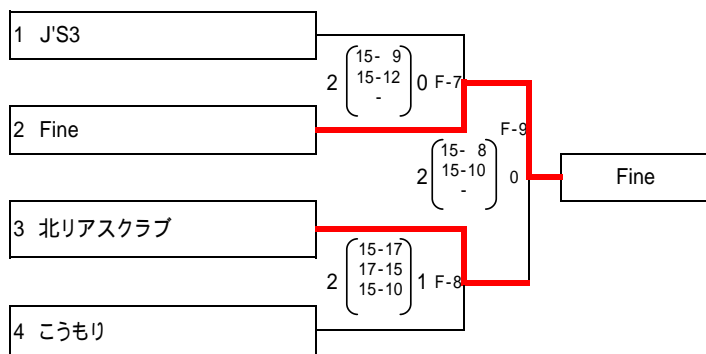 1 J'S3
2 15- 9 0 F-7
15-12
-
2 Fine
F-9
2 15- 8 0
15-10
-
Fine
3 北リアスクラブ
2 15-17 1 F-8
17-15
15-10
4 こうもり